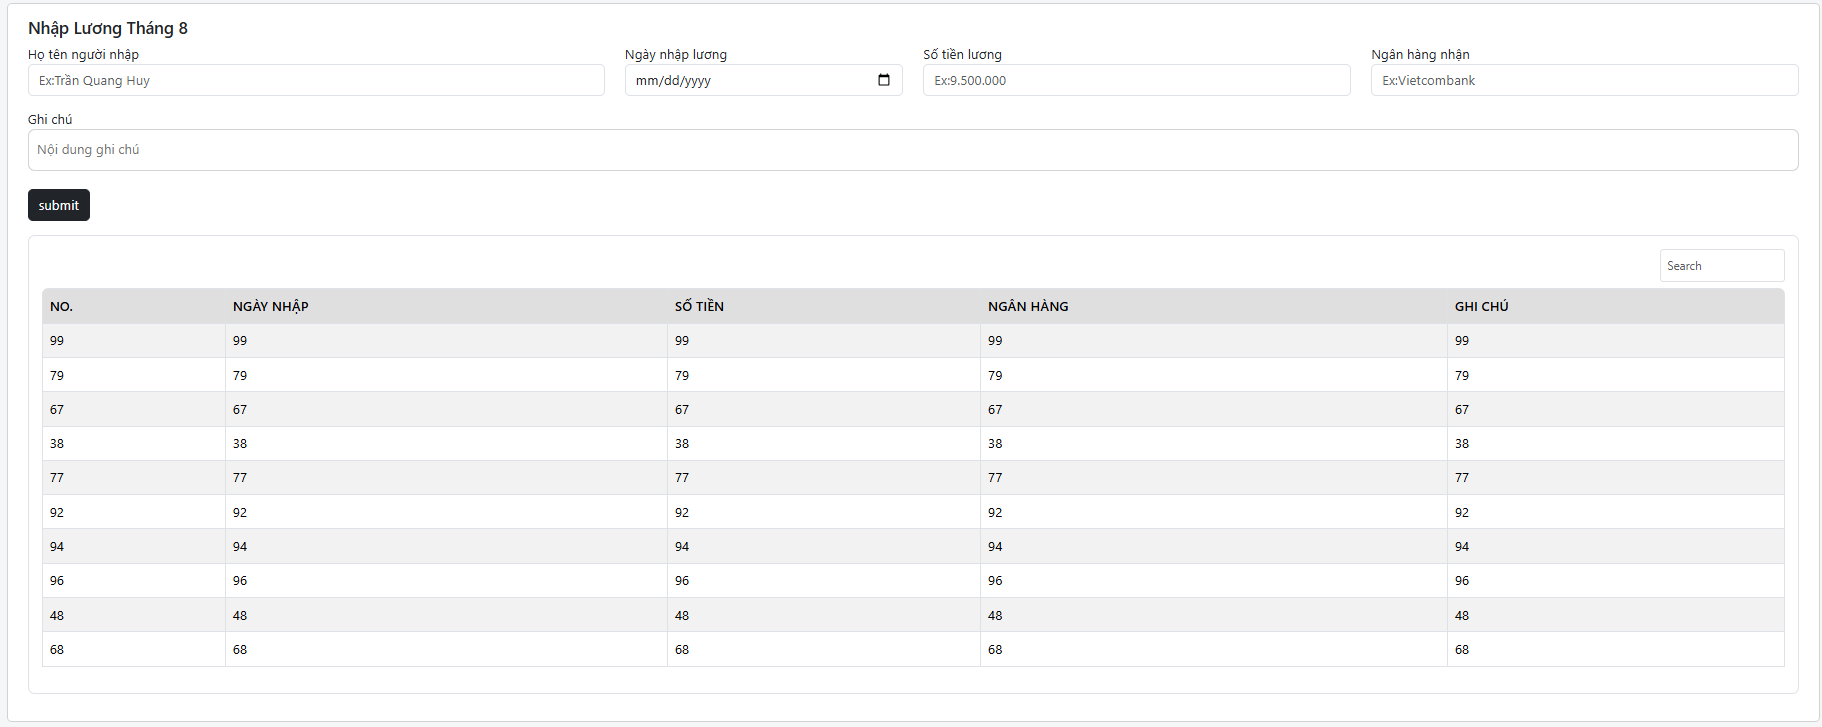 Nhập Lương Tháng 8
Họ tên người nhập Ngày nhập lương Số tiền lương Ngân hàng nhận
Ex:Trần Quang Huy mm/dd/yyyy Ex:9.500.000 Ex:Vietcombank
Ghi chú
Nội dung ghi chú
submit
Search
NO. NGÀY NHẬP SỐ TIỀN NGÂN HÀNG GHI CHÚ
99 99 99 99 99
79 79 79 79 79
67 67 67 67 67
38 38 38 38 38
77 77 77 77 77
92 92 92 92 92
94 94 94 94 94
96 96 96 96 96
48 48 48 48 48
68 68 68 68 68